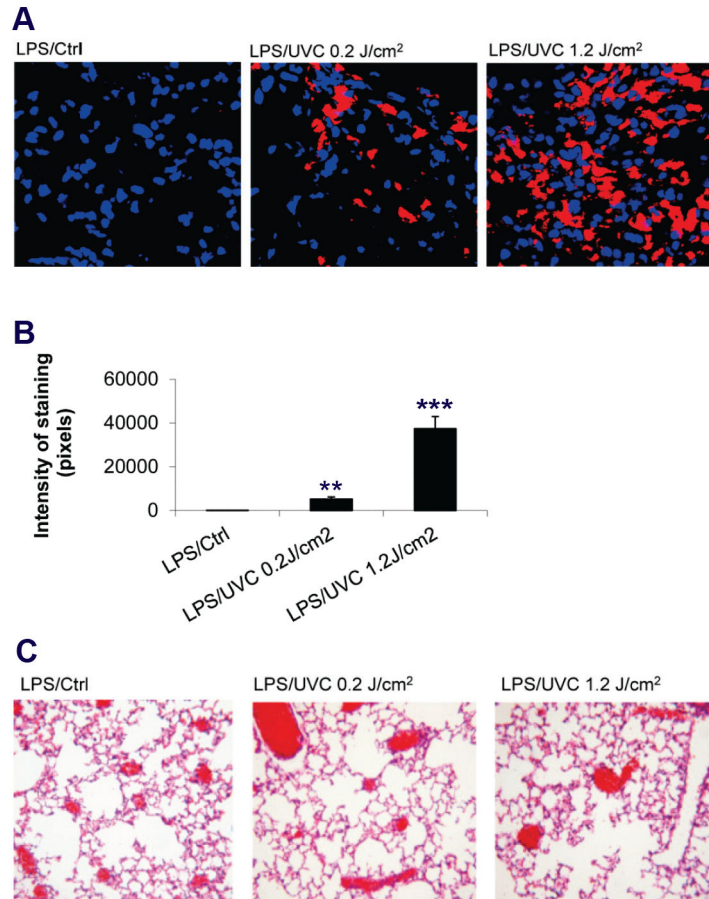 A
LPS/Ctrl LPS/UVC 0.2 J/cm² LPS/UVC 1.2 J/cm²
B
Intensity of staining
(pixels)
60000
40000
20000
0
**
***
LPS/Ctrl
LPS/UVC 0.2J/cm2
LPS/UVC 1.2J/cm2
C
LPS/Ctrl LPS/UVC 0.2 J/cm² LPS/UVC 1.2 J/cm²